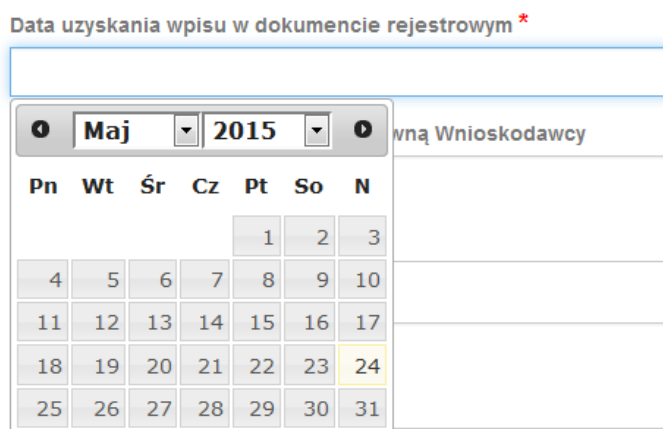 Data uzyskania wpisu w dokumencie rejestrowym *
Maj 2015
wną Wnioskodawcy
Pn Wt Śr Cz Pt So N
1 2 3
4 5 6 7 8 9 10
11 12 13 14 15 16 17
18 19 20 21 22 23 24
25 26 27 28 29 30 31